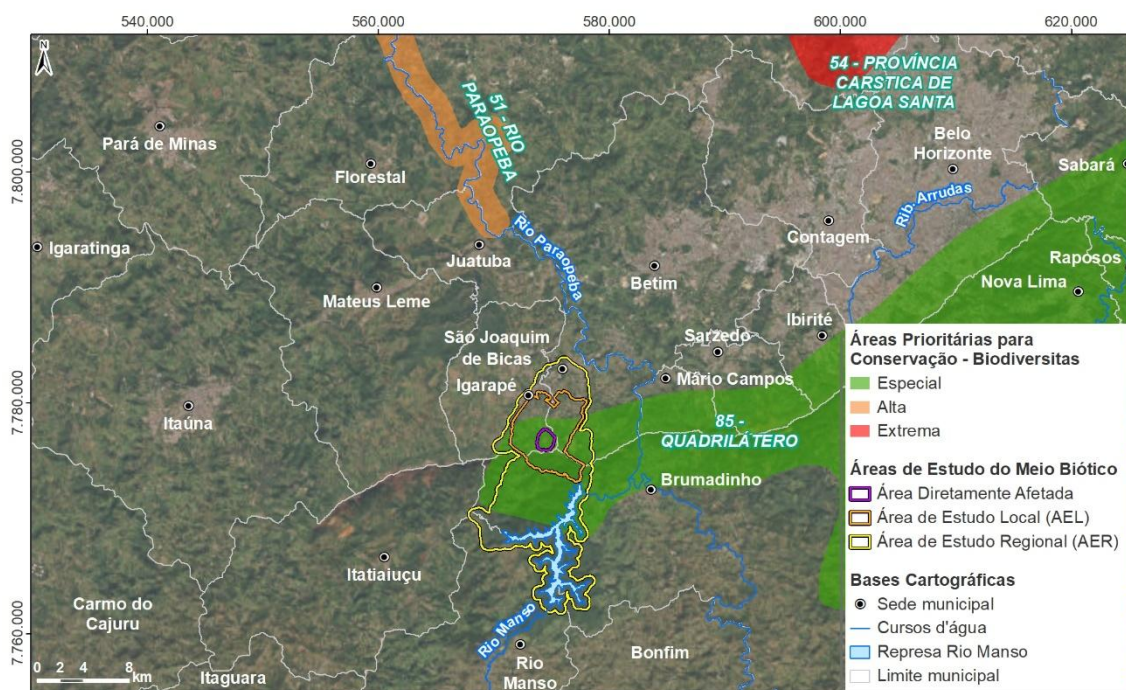 540.000
560.000
580.000
600.000
620.000
7.800.000
7.780.000
7.760.000
N
54 - PROVÍNCIA
CARSTICA DE
LAGOA SANTA
51 - RIO
PARAOPEBA
Pará de Minas
Florestal
Belo
Horizonte
Sabará
Rib. Arrudas
Igaratinga
Juatuba
Rio Paraopeba
Contagem
Raposos
Nova Lima
Mateus Leme
Betim
São Joaquim
de Bicas
Igarapé
Sarzedo
Ibirité
Mário Campos
Itaúna
85 -
QUADRILÁTERO
Brumadinho
Itatiaiuçu
Carmo do
Cajuru
Rio Manso
Rio
Manso
Bonfim
Itaguara
0 2 4 8
km
Áreas Prioritárias para
Conservação - Biodiversitas
Especial
Alta
Extrema
Áreas de Estudo do Meio Biótico
Área Diretamente Afetada
Área de Estudo Local (AEL)
Área de Estudo Regional (AER)
Bases Cartográficas
Sede municipal
Cursos d'água
Represa Rio Manso
Limite municipal